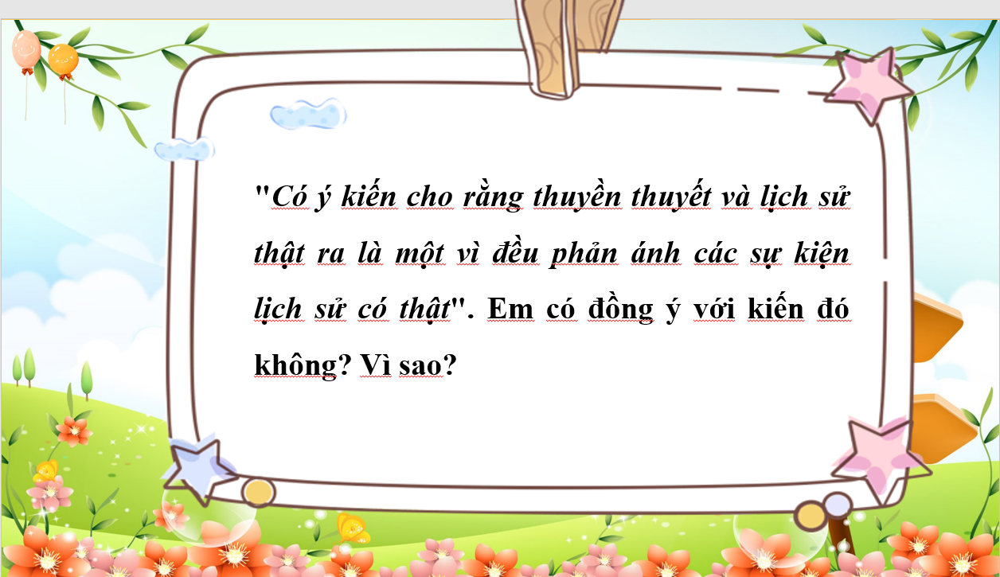 "Có ý kiến cho rằng thuyền thuyết và lịch sử
thật ra là một vì đều phản ánh các sự kiện
lịch sử có thật". Em có đồng ý với kiến đó
không? Vì sao?